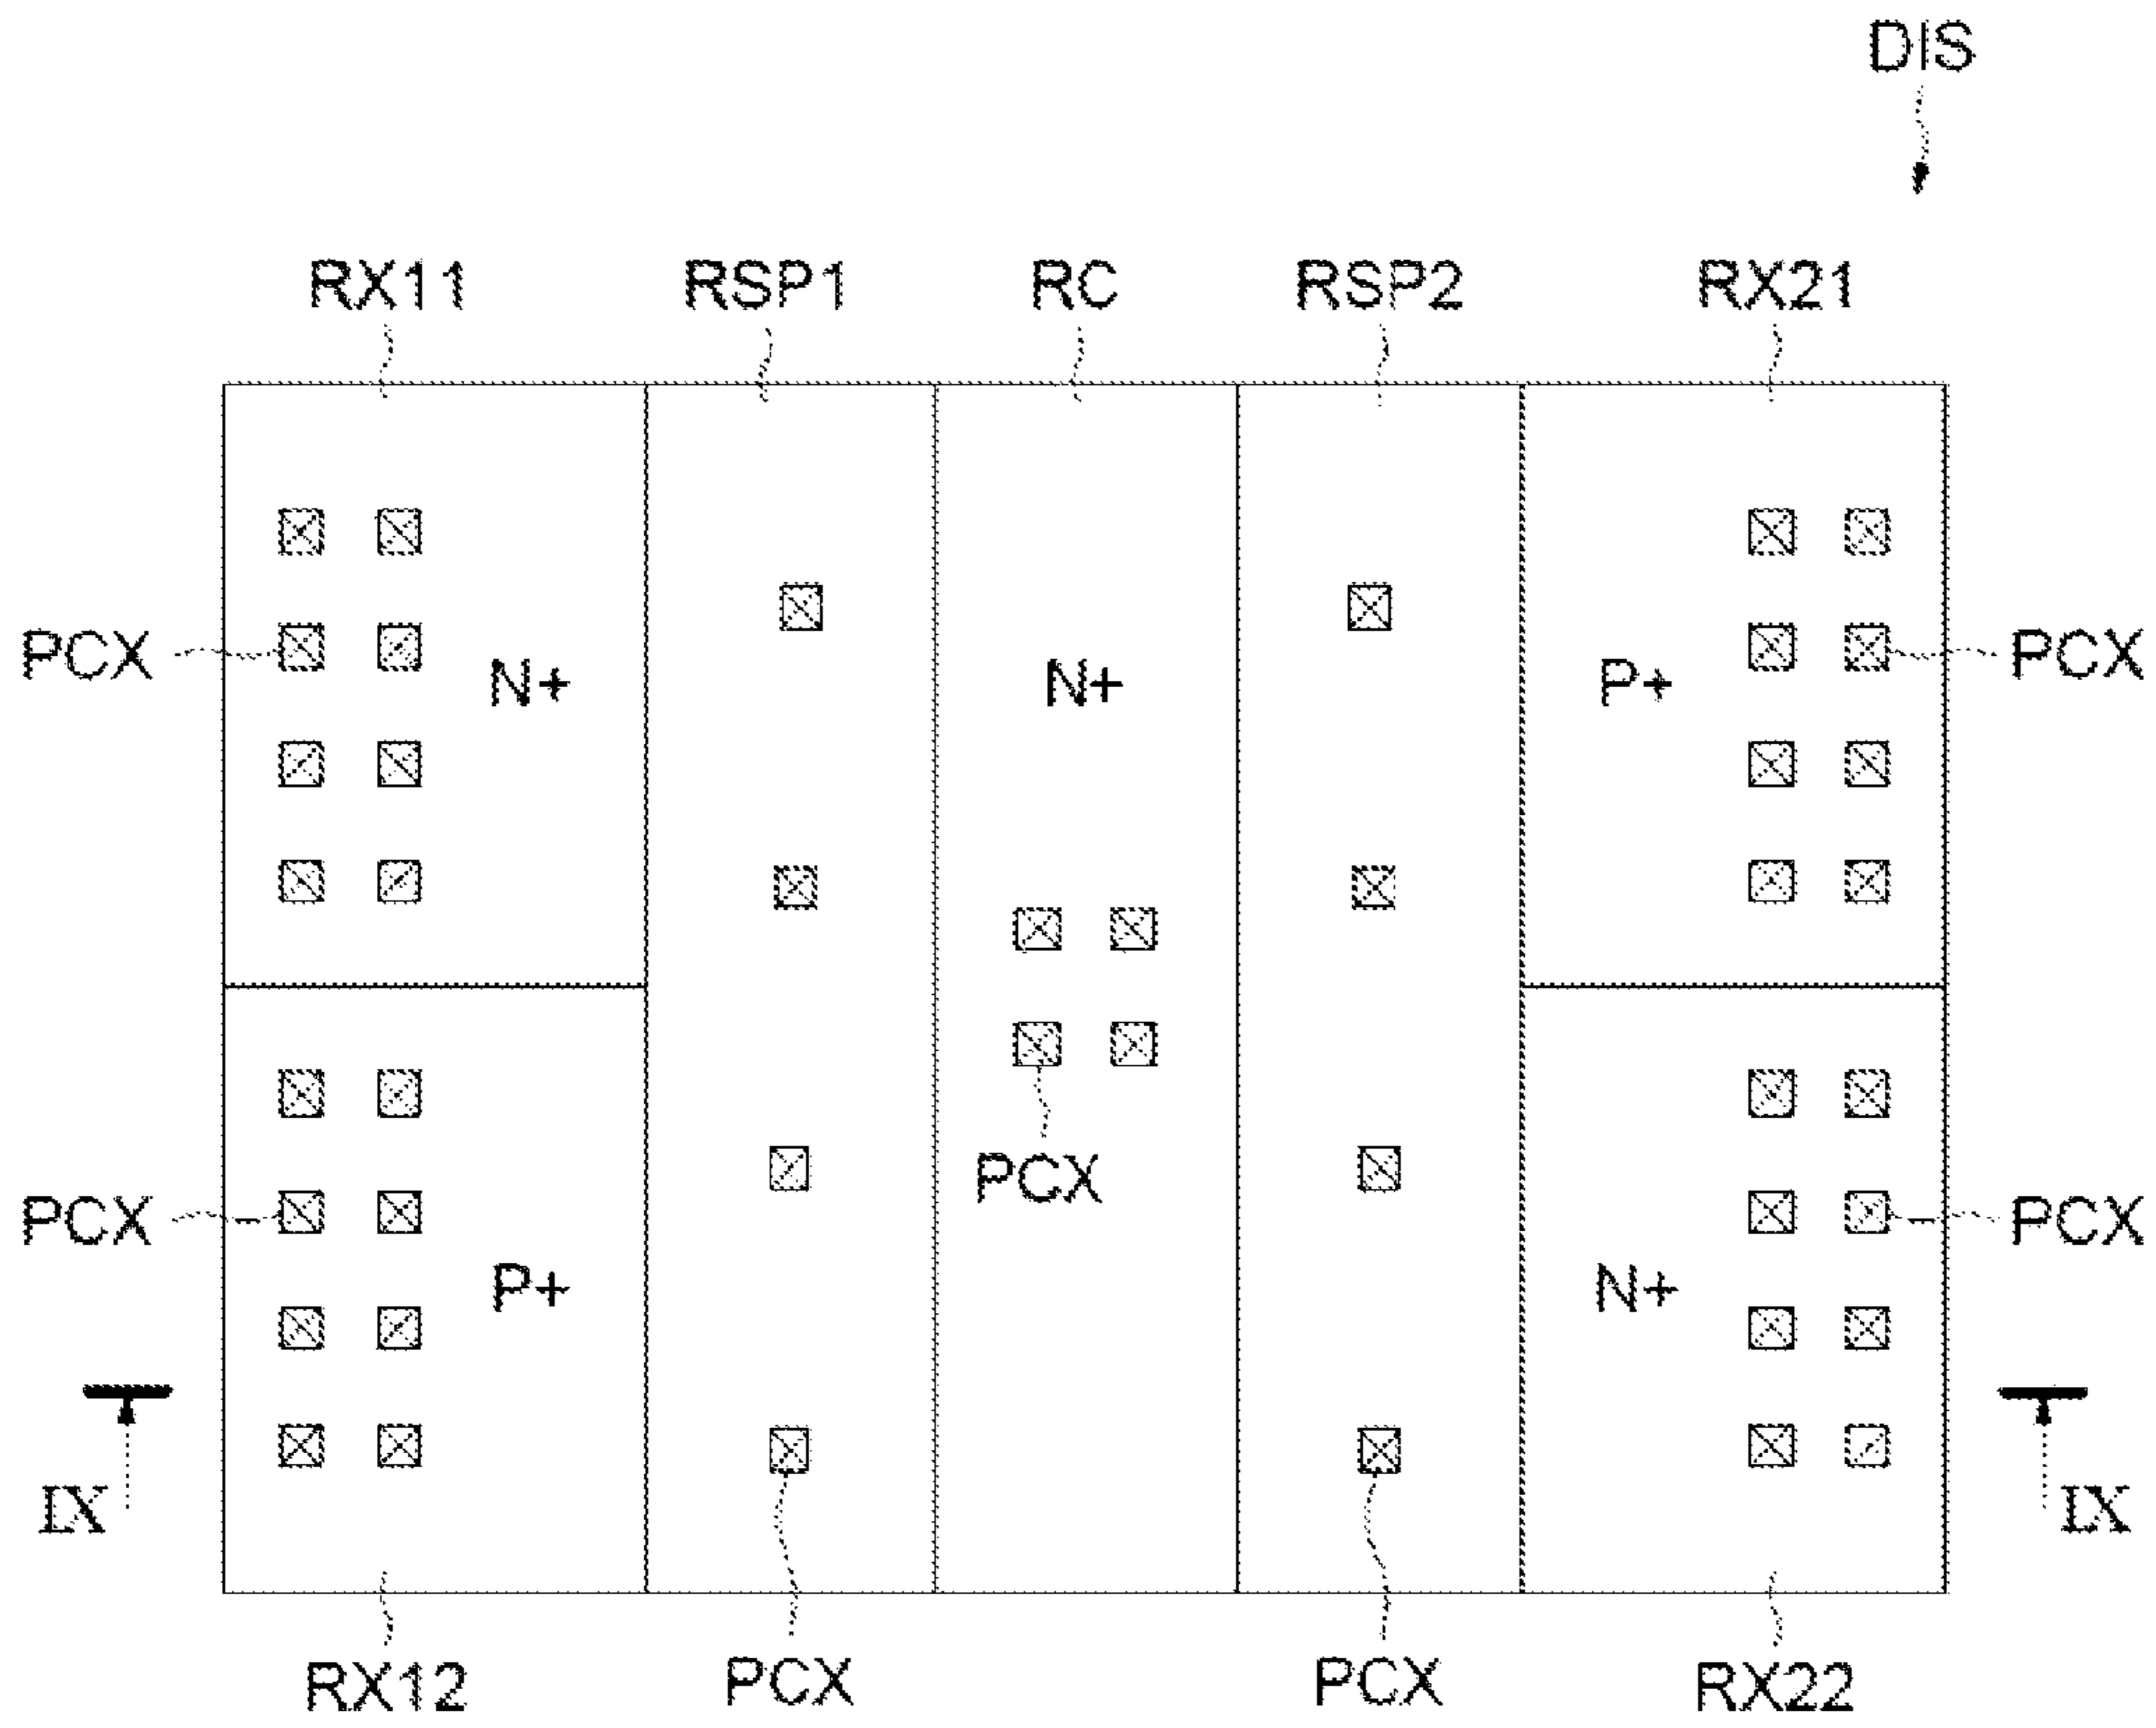 DIS
RX11 RSP1 RC RSP2 RX21
PCX N+ N+ P+ PCX
PCX
PCX P+ N+ PCX
IX IX
RX12 PCX PCX RX22